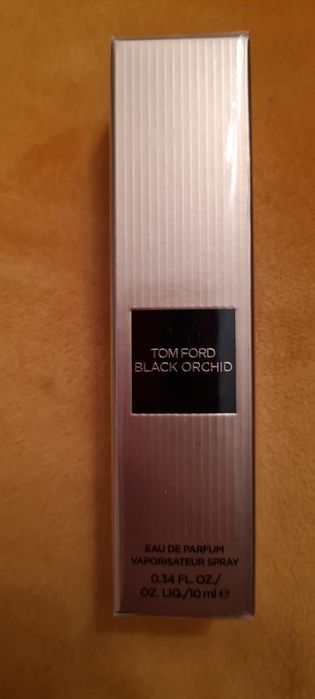 TOM FORD
BLACK ORCHID
EAU DE PARFUM
VAPORISATEUR SPRAY
0.34 FL. OZ./
OZ. LIQ./10 ml ℮